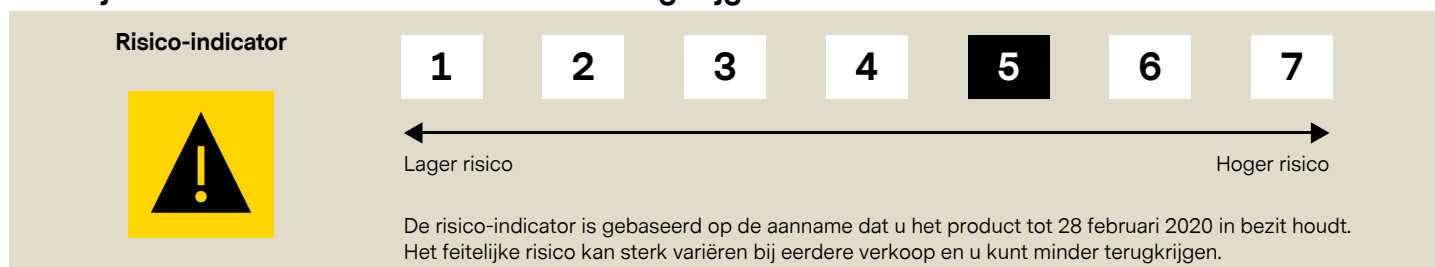 Risico-indicator
1 2 3 4 5 6 7
Lager risico Hoger risico
De risico-indicator is gebaseerd op de aanname dat u het product tot 28 februari 2020 in bezit houdt.
Het feitelijke risico kan sterk variëren bij eerdere verkoop en u kunt minder terugkrijgen.